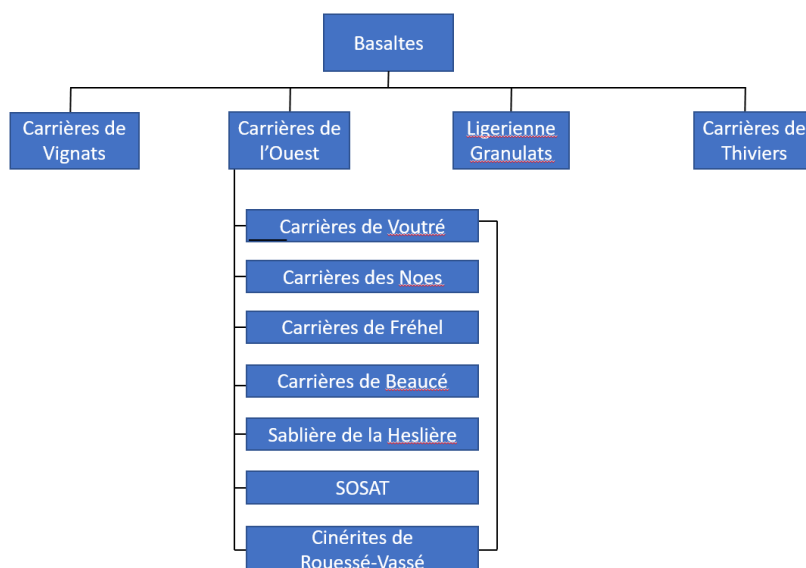 Basaltes
Carrières de
Vignats
Carrières de
l'Ouest
Ligerienne
Granulats
Carrières de
Thiviers
Carrières de Voutré
Carrières des Noes
Carrières de Fréhel
Carrières de Beaucé
Sablière de la Heslière
SOSAT
Cinérites de
Rouessé-Vassé